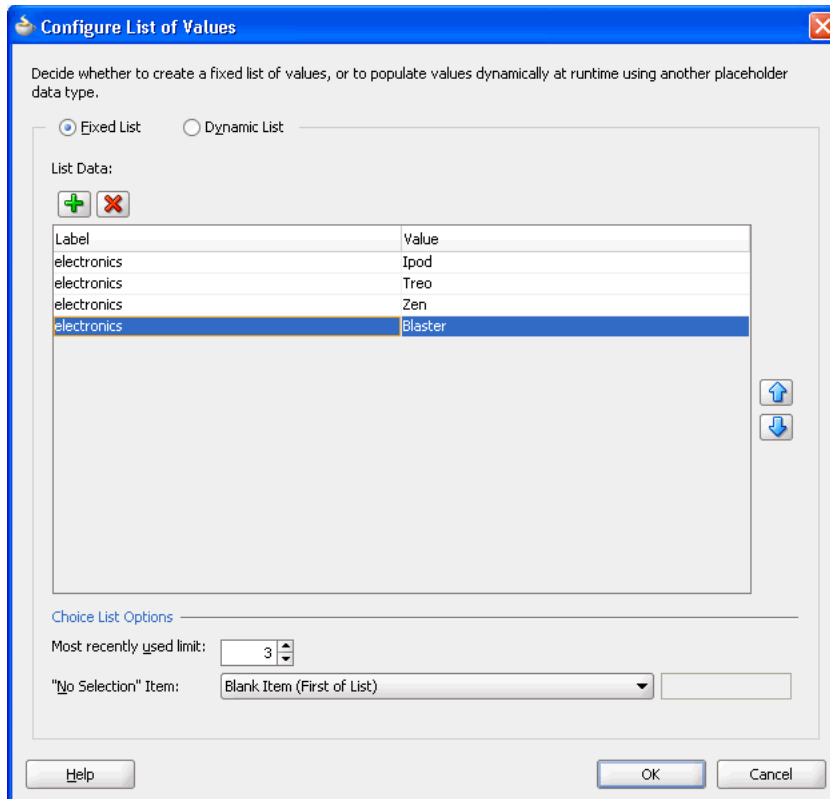 Configure List of Values
Decide whether to create a fixed list of values, or to populate values dynamically at runtime using another placeholder
data type.
Fixed List Dynamic List
List Data:
Label Value
electronics Ipod
electronics Treo
electronics Zen
electronics Blaster
Choice List Options
Most recently used limit: 3
"No Selection" Item: Blank Item (First of List)
Help OK Cancel